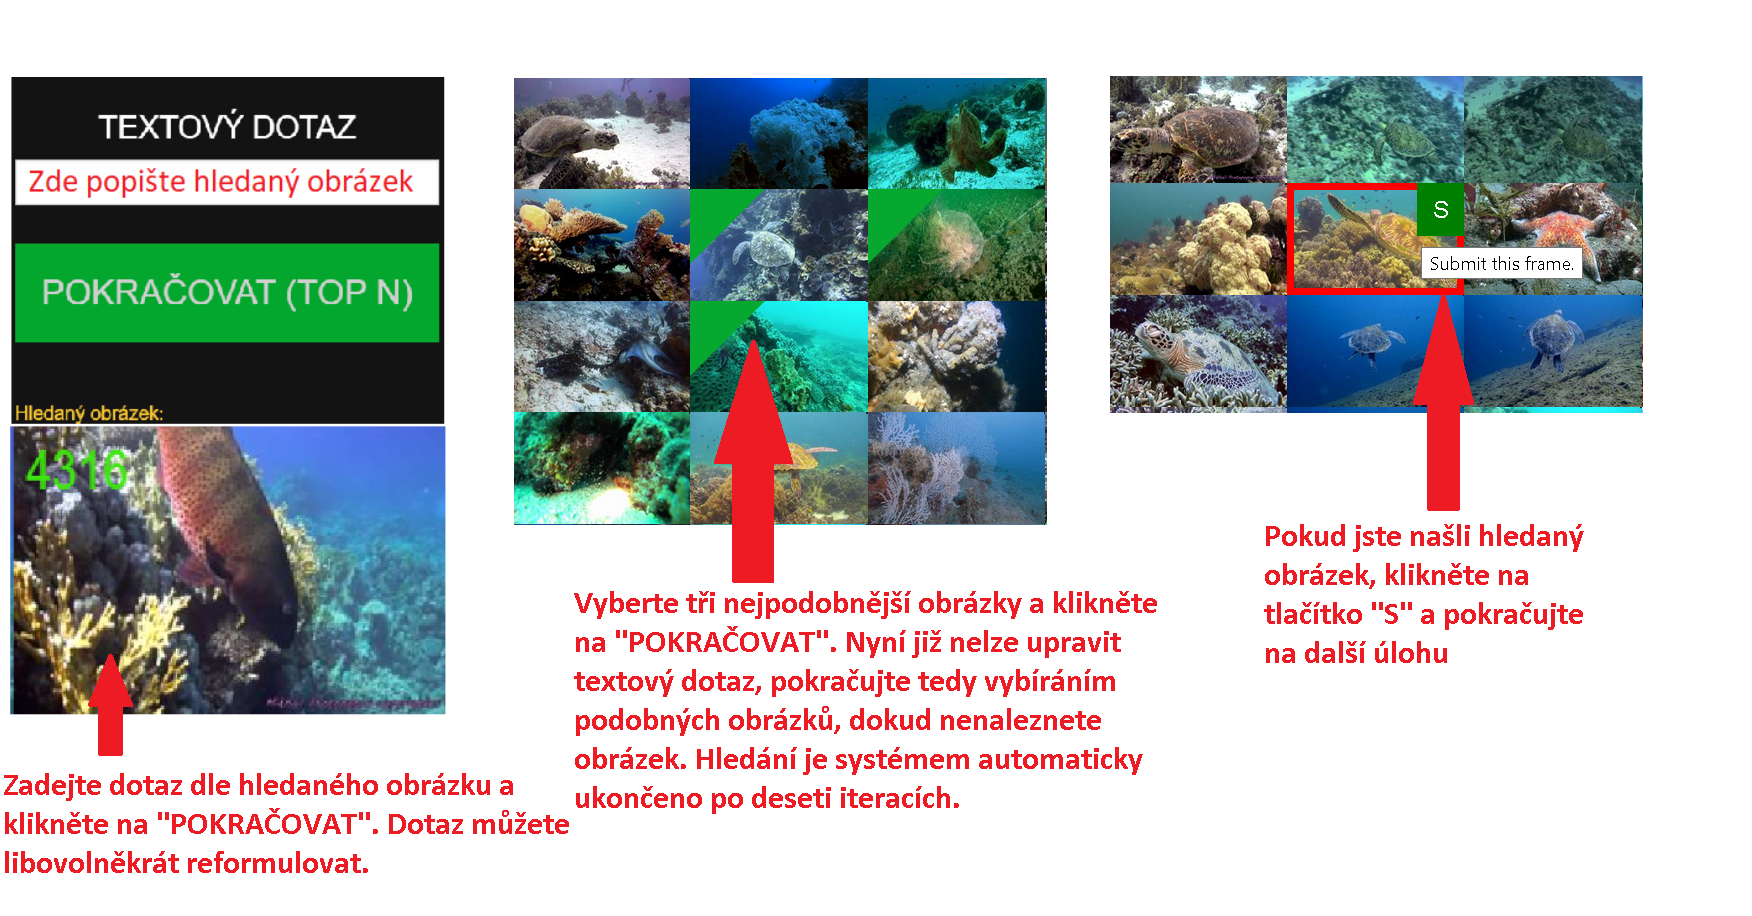 TEXTOVÝ DOTAZ
Zde popište hledaný obrázek
POKRAČOVAT (TOP N)
Hledaný obrázek:
4316
Zadejte dotaz dle hledaného obrázku a
klikněte na "POKRAČOVAT". Dotaz můžete
libovolněkrát reformulovat.
Vyberte tři nejpodobnější obrázky a klikněte
na "POKRAČOVAT". Nyní již nelze upravit
textový dotaz, pokračujte tedy vybíráním
podobných obrázků, dokud nenaleznete
obrázek. Hledání je systémem automaticky
ukončeno po deseti iteracích.
S
Submit this frame.
Pokud jste našli hledaný
obrázek, klikněte na
tlačítko "S" a pokračujte
na další úlohu